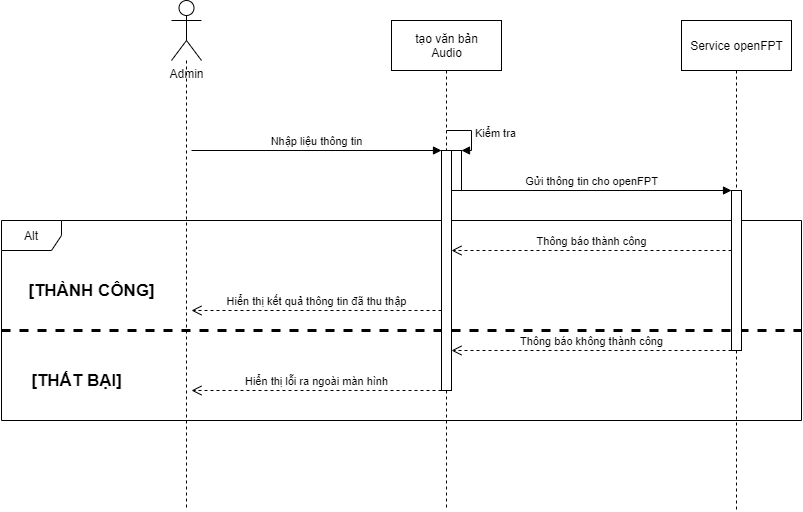 Admin
tạo văn bản
Audio
Service openFPT
Kiểm tra
Nhập liệu thông tin
Gửi thông tin cho openFPT
Alt
Thông báo thành công
[THÀNH CÔNG]
Hiển thị kết quả thông tin đã thu thập
Thông báo không thành công
[THẤT BẠI]
Hiển thị lỗi ra ngoài màn hình